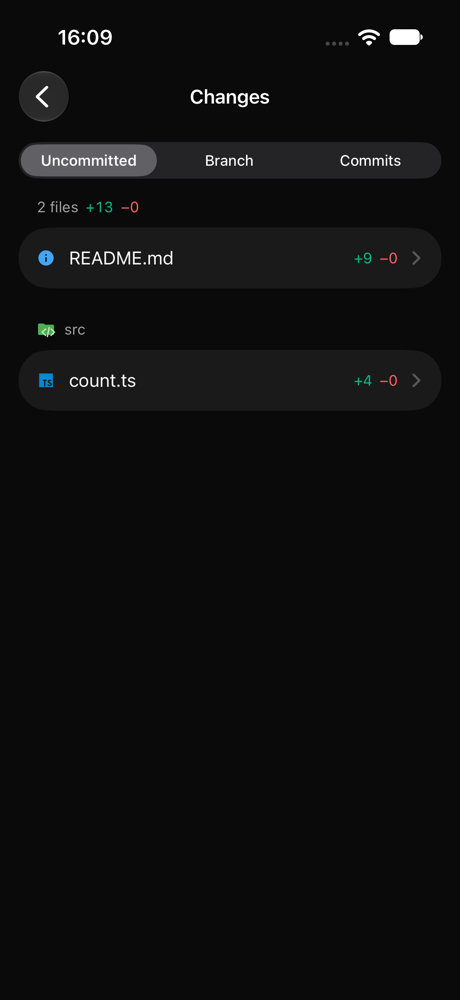 16:09
Changes
Uncommitted Branch Commits
2 files +13 −0
README.md +9 −0
src
TS count.ts +4 −0